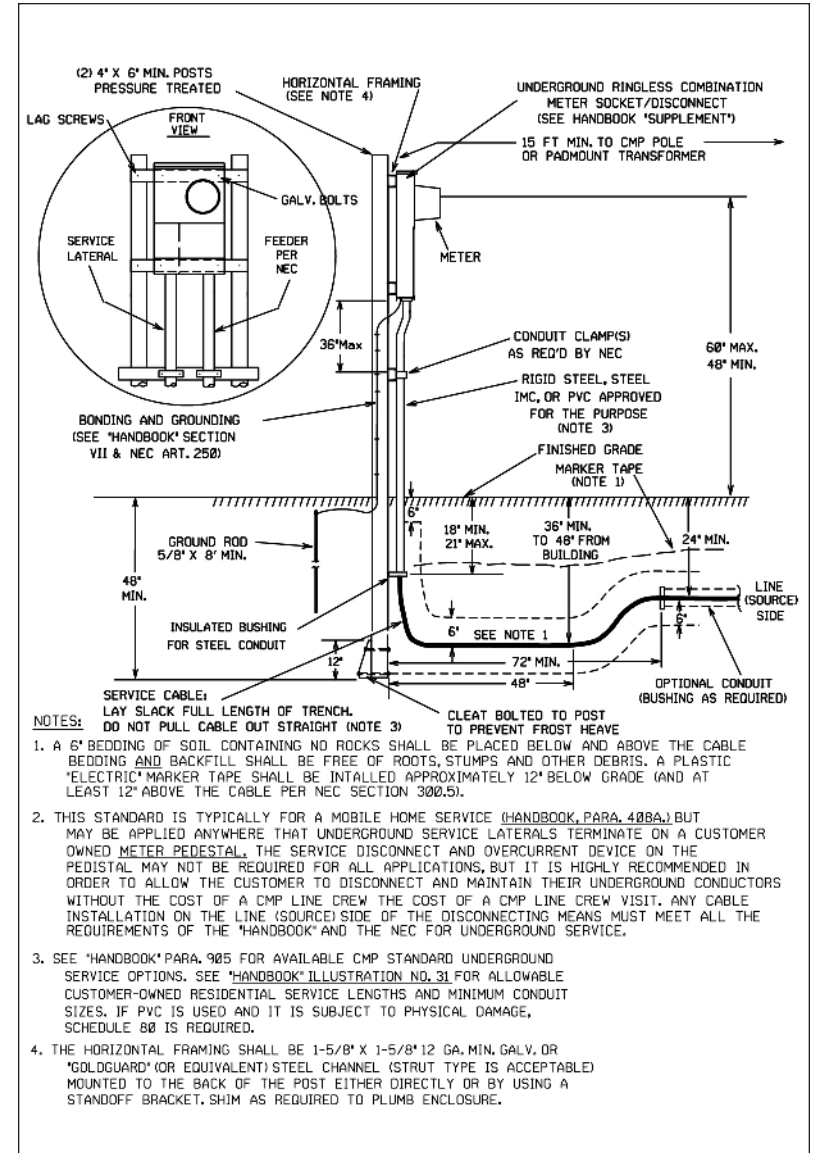 (2) 4" X 6" MIN. POSTS
PRESSURE TREATED
HORIZONTAL FRAMING
(SEE NOTE 4)
UNDERGROUND RINGLESS COMBINATION
METER SOCKET/DISCONNECT
(SEE HANDBOOK "SUPPLEMENT")
LAG SCREWS
FRONT
VIEW
15 FT MIN. TO CMP POLE
OR PADMOUNT TRANSFORMER
GALV. BOLTS
SERVICE
LATERAL
FEEDER
PER
NEC
METER
36"Max
CONDUIT CLAMP(S)
AS REQ'D BY NEC
60" MAX.
48" MIN.
RIGID STEEL, STEEL
IMC, OR PVC APPROVED
FOR THE PURPOSE
(NOTE 3)
BONDING AND GROUNDING
(SEE "HANDBOOK" SECTION
VII & NEC ART. 250)
FINISHED GRADE
MARKER TAPE
(NOTE 1)
6"
18" MIN.
21" MAX.
36" MIN.
TO 48" FROM
BUILDING
24" MIN.
GROUND ROD
5/8" X 8' MIN.
48"
MIN.
LINE
(SOURCE)
SIDE
INSULATED BUSHING
FOR STEEL CONDUIT
6"
SEE NOTE 1
6"
12"
72" MIN.
48"
OPTIONAL CONDUIT
(BUSHING AS REQUIRED)
SERVICE CABLE:
LAY SLACK FULL LENGTH OF TRENCH.
DO NOT PULL CABLE OUT STRAIGHT (NOTE 3)
CLEAT BOLTED TO POST
TO PREVENT FROST HEAVE
NOTES:
1. A 6" BEDDING OF SOIL CONTAINING NO ROCKS SHALL BE PLACED BELOW AND ABOVE THE CABLE
BEDDING AND BACKFILL SHALL BE FREE OF ROOTS, STUMPS AND OTHER DEBRIS. A PLASTIC
"ELECTRIC" MARKER TAPE SHALL BE INTALLED APPROXIMATELY 12" BELOW GRADE (AND AT
LEAST 12" ABOVE THE CABLE PER NEC SECTION 300.5).
2. THIS STANDARD IS TYPICALLY FOR A MOBILE HOME SERVICE (HANDBOOK, PARA. 408A.) BUT
MAY BE APPLIED ANYWHERE THAT UNDERGROUND SERVICE LATERALS TERMINATE ON A CUSTOMER
OWNED METER PEDESTAL. THE SERVICE DISCONNECT AND OVERCURRENT DEVICE ON THE
PEDISTAL MAY NOT BE REQUIRED FOR ALL APPLICATIONS, BUT IT IS HIGHLY RECOMMENDED IN
ORDER TO ALLOW THE CUSTOMER TO DISCONNECT AND MAINTAIN THEIR UNDERGROUND CONDUCTORS
WITHOUT THE COST OF A CMP LINE CREW THE COST OF A CMP LINE CREW VISIT. ANY CABLE
INSTALLATION ON THE LINE (SOURCE) SIDE OF THE DISCONNECTING MEANS MUST MEET ALL THE
REQUIREMENTS OF THE "HANDBOOK" AND THE NEC FOR UNDERGROUND SERVICE.
3. SEE "HANDBOOK" PARA. 905 FOR AVAILABLE CMP STANDARD UNDERGROUND
SERVICE OPTIONS. SEE "HANDBOOK" ILLUSTRATION NO. 31 FOR ALLOWABLE
CUSTOMER-OWNED RESIDENTIAL SERVICE LENGTHS AND MINIMUM CONDUIT
SIZES. IF PVC IS USED AND IT IS SUBJECT TO PHYSICAL DAMAGE,
SCHEDULE 80 IS REQUIRED.
4. THE HORIZONTAL FRAMING SHALL BE 1-5/8" X 1-5/8" 12 GA. MIN. GALV. OR
"GOLDGUARD" (OR EQUIVALENT) STEEL CHANNEL (STRUT TYPE IS ACCEPTABLE)
MOUNTED TO THE BACK OF THE POST EITHER DIRECTLY OR BY USING A
STANDOFF BRACKET. SHIM AS REQUIRED TO PLUMB ENCLOSURE.